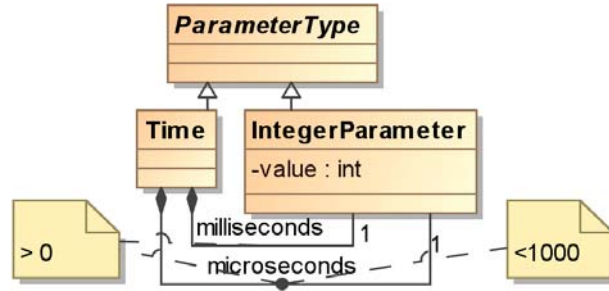 ParameterType
Time
IntegerParameter
-value : int
milliseconds
1
1
> 0
microseconds
<1000